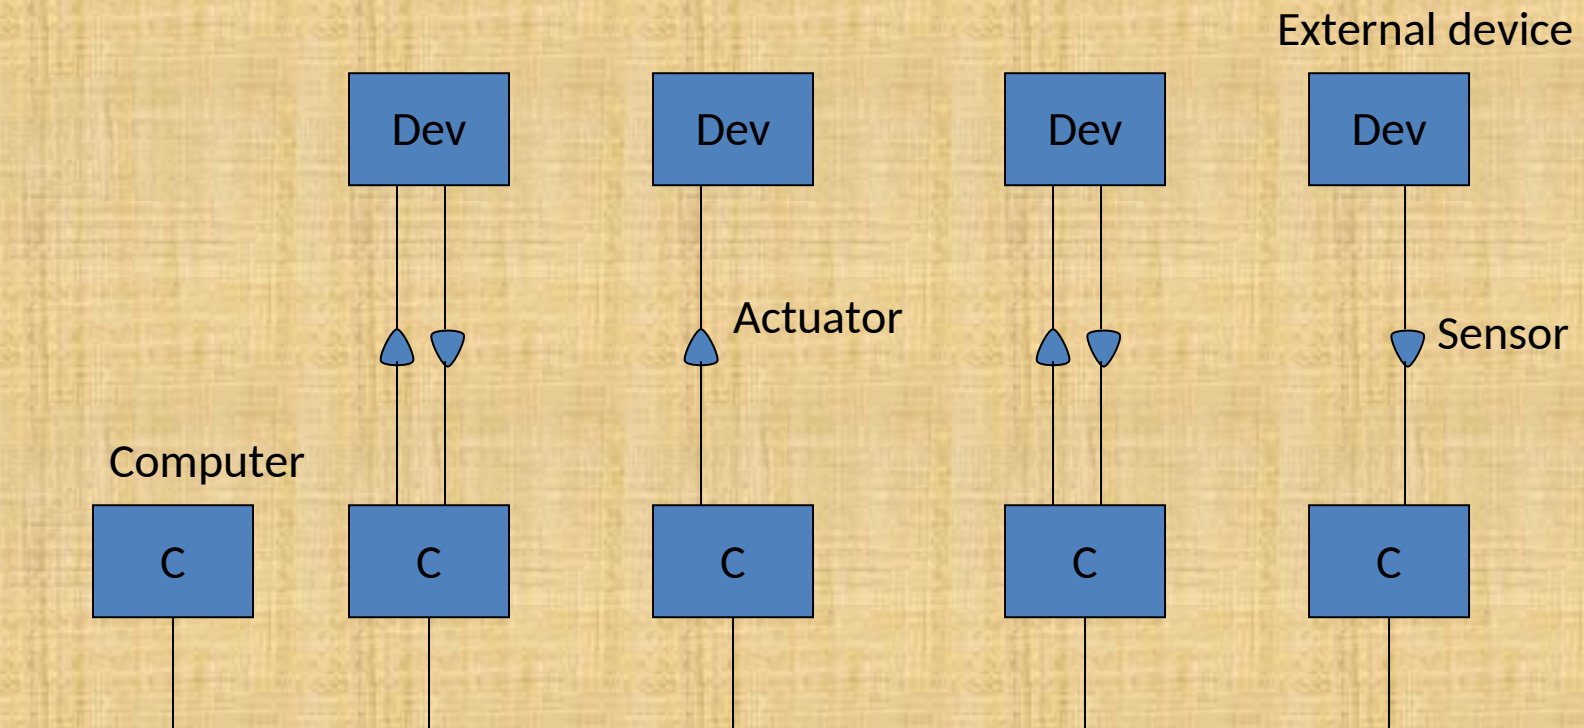 External device
Dev
Dev
Dev
Dev
Actuator
Sensor
Computer
C
C
C
C
C